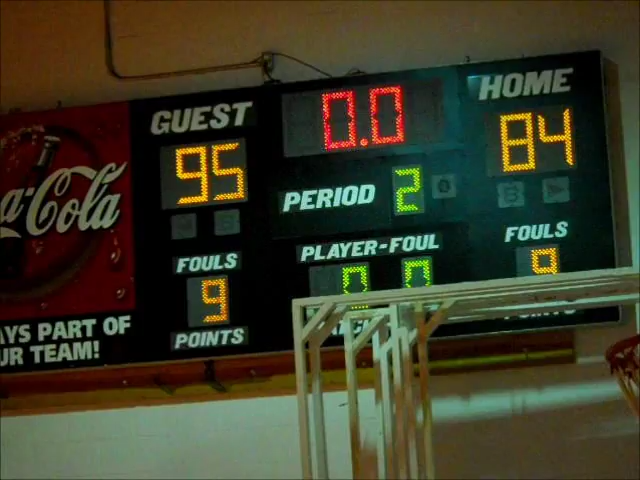 GUEST
0.0
HOME
95
84
PERIOD 2
Coca-Cola
FOULS
PLAYER-FOUL
FOULS
9
0 0
9
POINTS
AYS PART OF
UR TEAM!